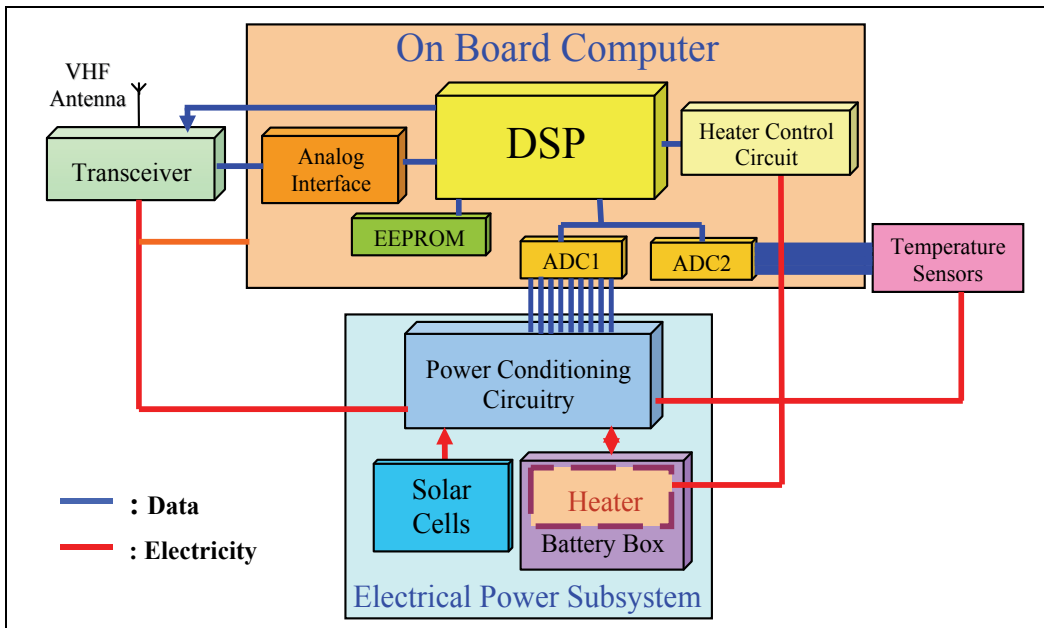 On Board Computer
VHF
Antenna
DSP
Heater Control
Circuit
Transceiver
Analog
Interface
EEPROM
ADC1
ADC2
Temperature
Sensors
Power Conditioning
Circuitry
Solar
Cells
Heater
Battery Box
: Data
: Electricity
Electrical Power Subsystem